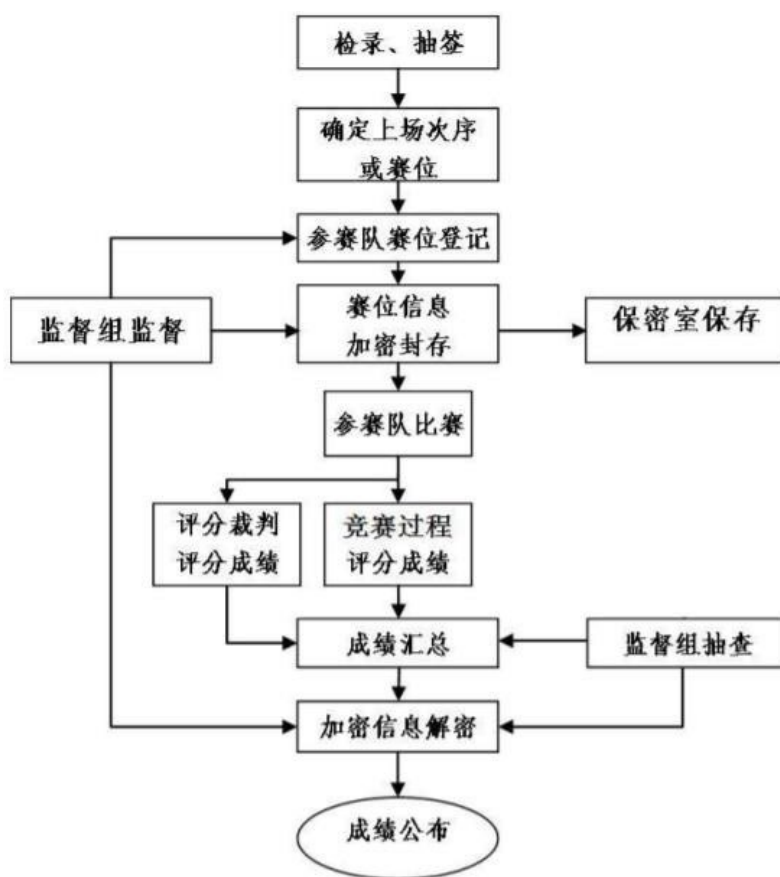 检录、抽签
确定上场次序
或赛位
参赛队赛位登记
监督组监督
赛位信息
加密封存
保密室保存
参赛队比赛
评分裁判
评分成绩
竞赛过程
评分成绩
成绩汇总
监督组抽查
加密信息解密
成绩公布